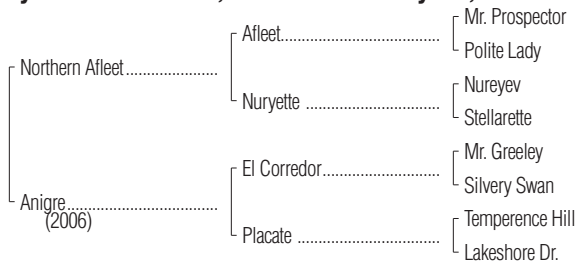 Mr. Prospector
Afleet
Polite Lady
Northern Afleet
Nureyev
Nuryette
Stellarette
Mr. Greeley
El Corredor
Silvery Swan
Anigre
(2006)
Temperence Hill
Placate
Lakeshore Dr.